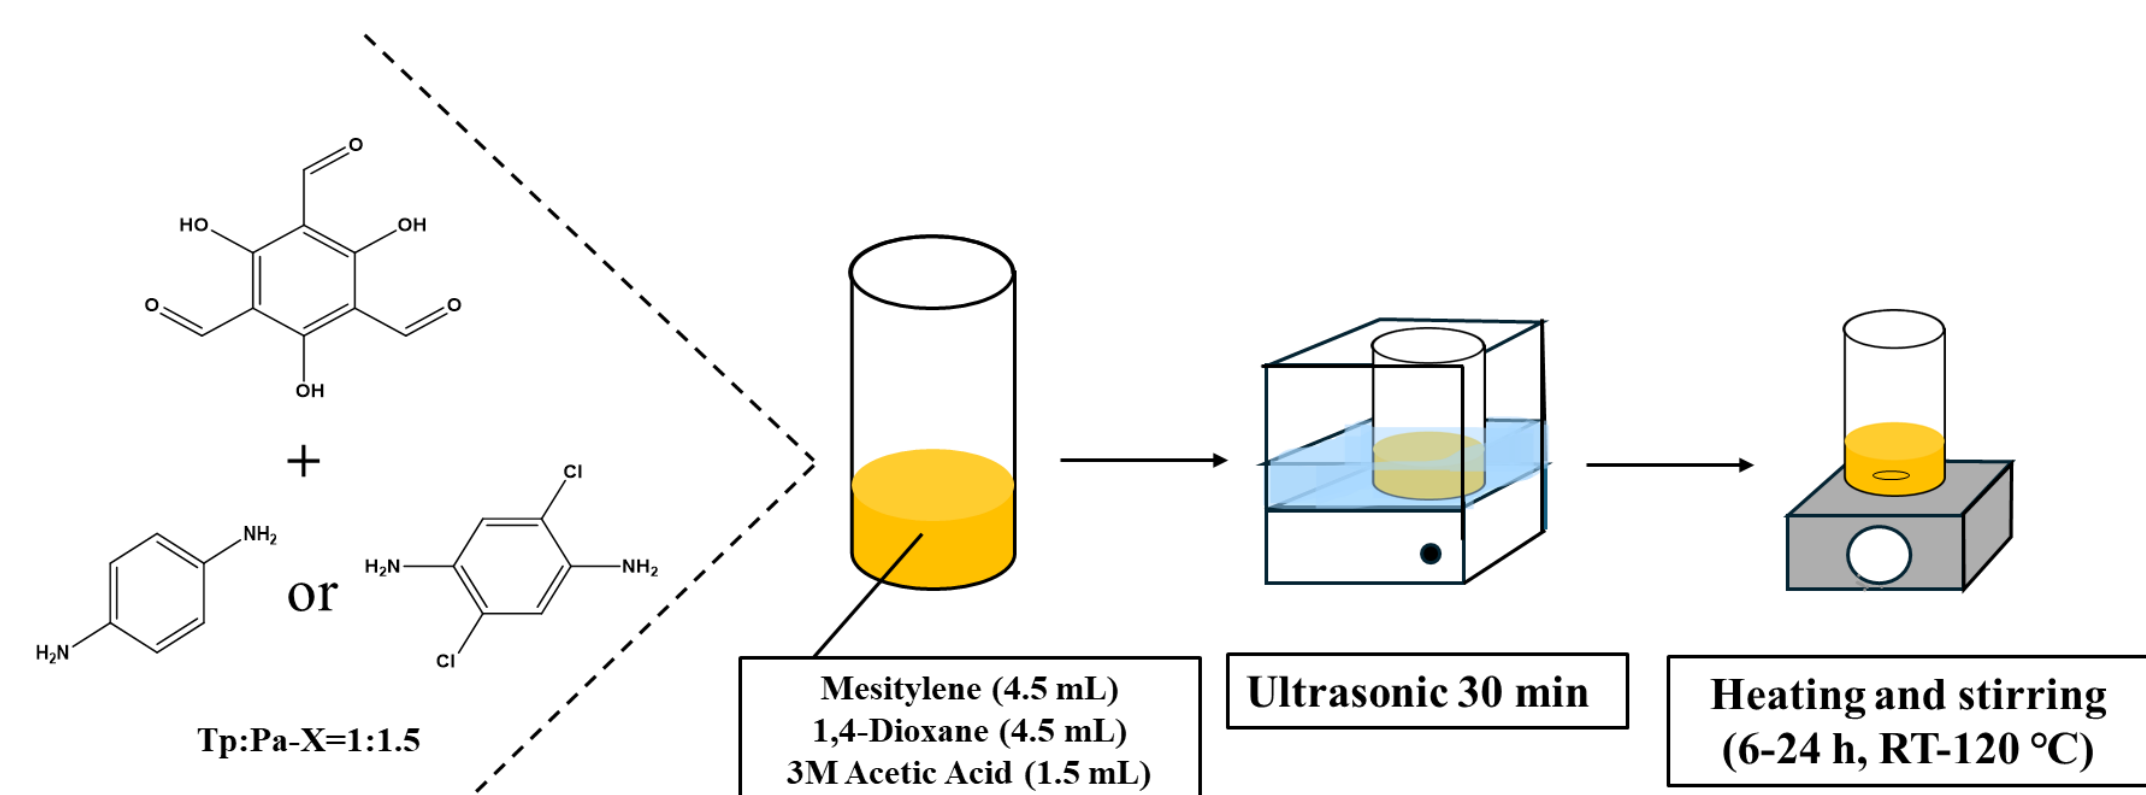 O
HO
OH
O
O
OH
+
Cl
NH₂
H₂N
NH₂
or
H₂N
Cl
Tp:Pa-X=1:1.5
Mesitylene (4.5 mL)
1,4-Dioxane (4.5 mL)
3M Acetic Acid (1.5 mL)
Ultrasonic 30 min
Heating and stirring
(6-24 h, RT-120 °C)